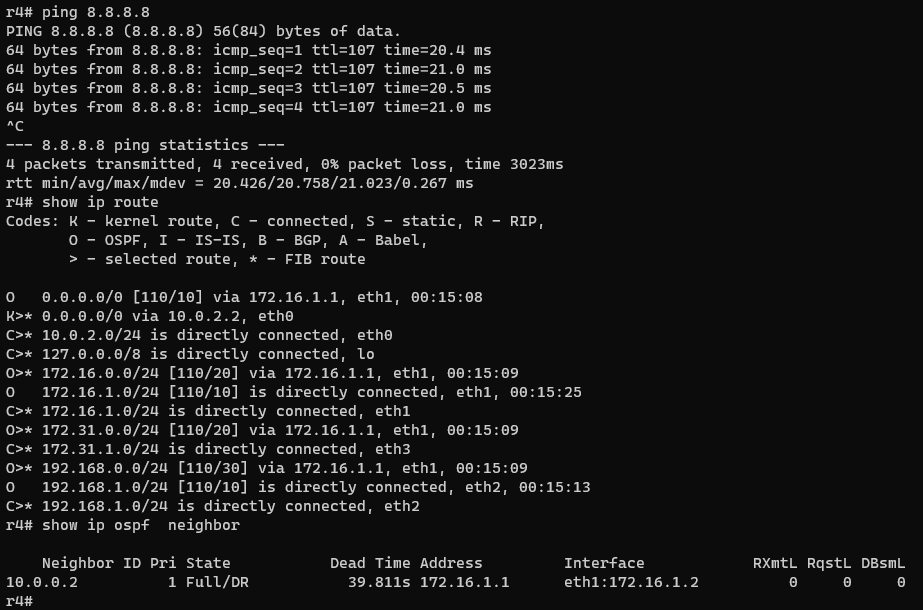 r4# ping 8.8.8.8
PING 8.8.8.8 (8.8.8.8) 56(84) bytes of data.
64 bytes from 8.8.8.8: icmp_seq=1 ttl=107 time=20.4 ms
64 bytes from 8.8.8.8: icmp_seq=2 ttl=107 time=21.0 ms
64 bytes from 8.8.8.8: icmp_seq=3 ttl=107 time=20.5 ms
64 bytes from 8.8.8.8: icmp_seq=4 ttl=107 time=21.0 ms
^C
--- 8.8.8.8 ping statistics ---
4 packets transmitted, 4 received, 0% packet loss, time 3023ms
rtt min/avg/max/mdev = 20.426/20.758/21.023/0.267 ms
r4# show ip route
Codes: K - kernel route, C - connected, S - static, R - RIP,
       O - OSPF, I - IS-IS, B - BGP, A - Babel,
       > - selected route, * - FIB route

O   0.0.0.0/0 [110/10] via 172.16.1.1, eth1, 00:15:08
K>* 0.0.0.0/0 via 10.0.2.2, eth0
C>* 10.0.2.0/24 is directly connected, eth0
C>* 127.0.0.0/8 is directly connected, lo
O>* 172.16.0.0/24 [110/20] via 172.16.1.1, eth1, 00:15:09
O   172.16.1.0/24 [110/10] is directly connected, eth1, 00:15:25
C>* 172.16.1.0/24 is directly connected, eth1
O>* 172.31.0.0/24 [110/20] via 172.16.1.1, eth1, 00:15:09
C>* 172.31.1.0/24 is directly connected, eth3
O>* 192.168.0.0/24 [110/30] via 172.16.1.1, eth1, 00:15:09
O   192.168.1.0/24 [110/10] is directly connected, eth2, 00:15:13
C>* 192.168.1.0/24 is directly connected, eth2
r4# show ip ospf  neighbor

    Neighbor ID Pri State           Dead Time Address         Interface            RXmtL RqstL DBsmL
10.0.0.2          1 Full/DR           39.811s 172.16.1.1      eth1:172.16.1.2          0     0     0
r4#